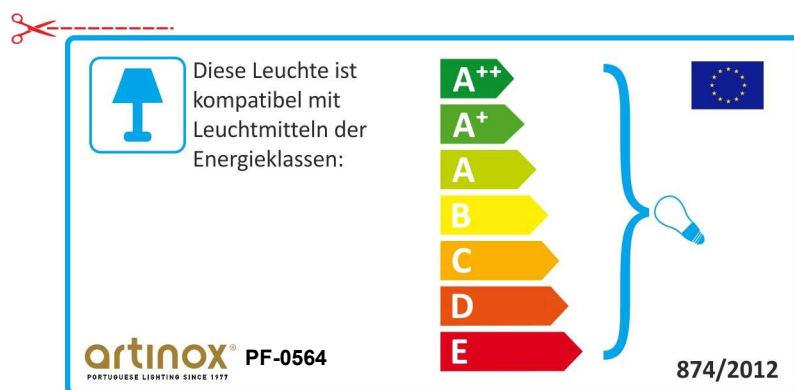 Diese Leuchte ist
kompatibel mit
Leuchtmitteln der
Energieklassen:
A++
A+
A
B
C
D
E
artinox® PF-0564
PORTUGUESE LIGHTING SINCE 1977
874/2012